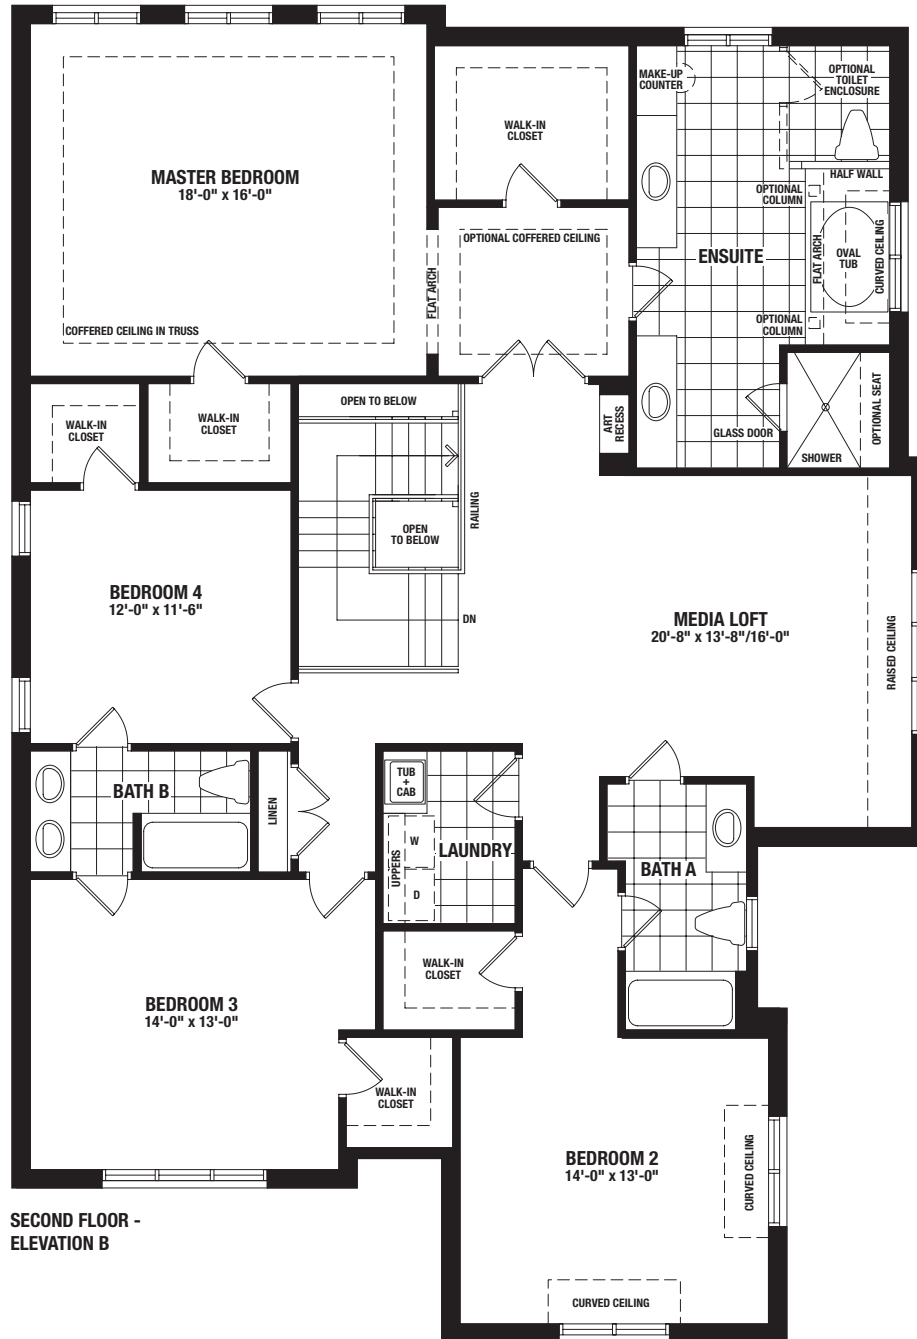 MASTER BEDROOM
18'-0" x 16'-0"
COFFERED CEILING IN TRUSS
FLAT ARCH
WALK-IN
CLOSET
OPTIONAL COFFERED CEILING
MAKE-UP
COUNTER
OPTIONAL
TOILET
ENCLOSURE
HALF WALL
OPTIONAL
COLUMN
ENSUITE
FLAT ARCH
OVAL
TUB
CURVED CEILING
OPTIONAL
COLUMN
GLASS DOOR
SHOWER
OPTIONAL SEAT
WALK-IN
CLOSET
WALK-IN
CLOSET
OPEN TO BELOW
ART
RECESS
RAILING
OPEN
TO BELOW
DN
BEDROOM 4
12'-0" x 11'-6"
MEDIA LOFT
20'-8" x 13'-8"/16'-0"
RAISED CEILING
BATH B
LINEN
TUB
+
CAB
W
UPPERS
D
LAUNDRY
BATH A
WALK-IN
CLOSET
BEDROOM 3
14'-0" x 13'-0"
WALK-IN
CLOSET
BEDROOM 2
14'-0" x 13'-0"
CURVED CEILING
CURVED CEILING
SECOND FLOOR -
ELEVATION B